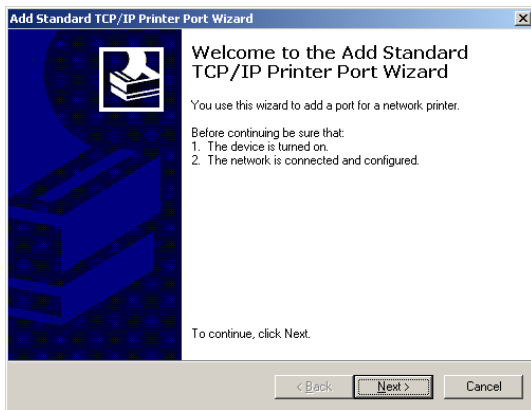 Add Standard TCP/IP Printer Port Wizard
Welcome to the Add Standard
TCP/IP Printer Port Wizard
You use this wizard to add a port for a network printer.
Before continuing be sure that:
1. The device is turned on.
2. The network is connected and configured.
To continue, click Next.
< Back
Next >
Cancel